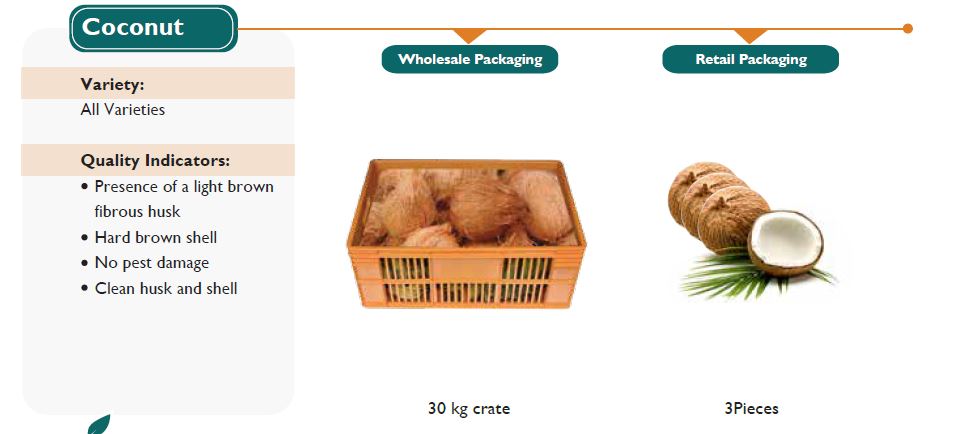 Coconut
Wholesale Packaging
Retail Packaging
Variety:
All Varieties
Quality Indicators:
• Presence of a light brown
fibrous husk
• Hard brown shell
• No pest damage
• Clean husk and shell
30 kg crate
3Pieces